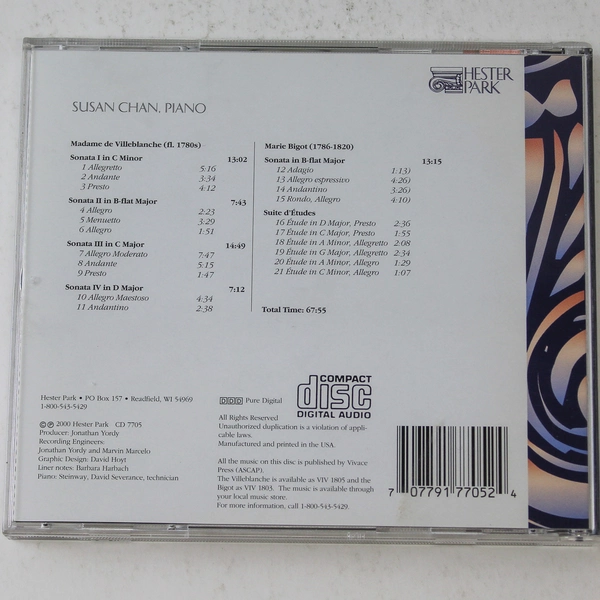 HESTER
PARK
SUSAN CHAN, PIANO
Madame de Villeblanche (fl. 1780s)
Sonata I in C Minor 13:02
1 Allegretto 5:16
2 Andante 3:34
3 Presto 4:12
Sonata II in B-flat Major 7:43
4 Allegro 2:23
5 Menuetto 3:29
6 Allegro 1:51
Sonata III in C Major 14:49
7 Allegro Moderato 7:47
8 Andante 5:15
9 Presto 1:47
Sonata IV in D Major 7:12
10 Allegro Maestoso 4:34
11 Andantino 2:38
Marie Bigot (1786-1820)
Sonata in B-flat Major 13:15
12 Adagio 1:13)
13 Allegro espressivo 4:26)
14 Andantino 3:26)
15 Rondo, Allegro 4:10)
Suite d'Études
16 Étude in D Major, Presto 2:36
17 Étude in C Major, Presto 1:55
18 Étude in A Minor, Allegretto 2:08
19 Étude in G Major, Allegretto 2:34
20 Étude in A Minor, Allegro 1:29
21 Étude in C Minor, Allegro 1:07
Total Time: 67:55
Hester Park • PO Box 157 • Readfield, WI 54969
1-800-543-5429
©℗ 2000 Hester Park CD 7705
Producer: Jonathan Yordy
Recording Engineers:
Jonathan Yordy and Marvin Marcelo
Graphic Design: David Hoyt
Liner notes: Barbara Harbach
Piano: Steinway, David Severance, technician
DDD Pure Digital
COMPACT
disc
DIGITAL AUDIO
All Rights Reserved
Unauthorized duplication is a violation of appli-
cable laws.
Manufactured and printed in the USA.
All the music on this disc is published by Vivace
Press (ASCAP).
The Villeblanche is available as VIV 1805 and the
Bigot as VIV 1803. The music is available through
your local music store.
For more information, call 1-800-543-5429.
7 07791 77052 4